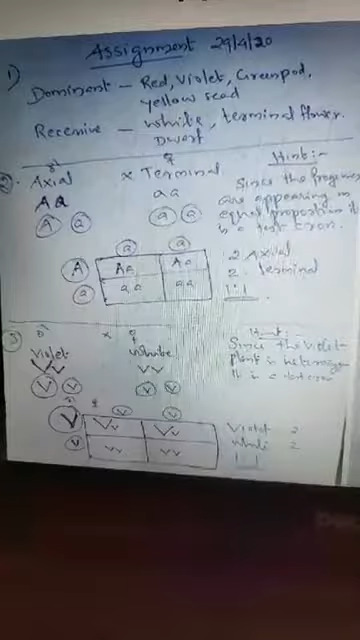 Assignment 29/4/20
1)
Dominant - Red, Violet, Greenpod,
Yellow seed
Recessive - white, terminal flower.
Dwarf
2. ♂ ♀
Axial x Terminal
Aa aa
A a a a
Hint:-
Since the progenies
are appearing in
equal proportion it
is a test cross.
a a
A Aa Aa
a aa aa
2 Axial
2 Terminal
1:1
3) ♂ x ♀
Violet White
Vv vv
V v v v
Hint:
Since the violet
plant is
it is a
♂ ♀ v v
V Vv Vv
v vv vv
Violet 2
White 2
1:1